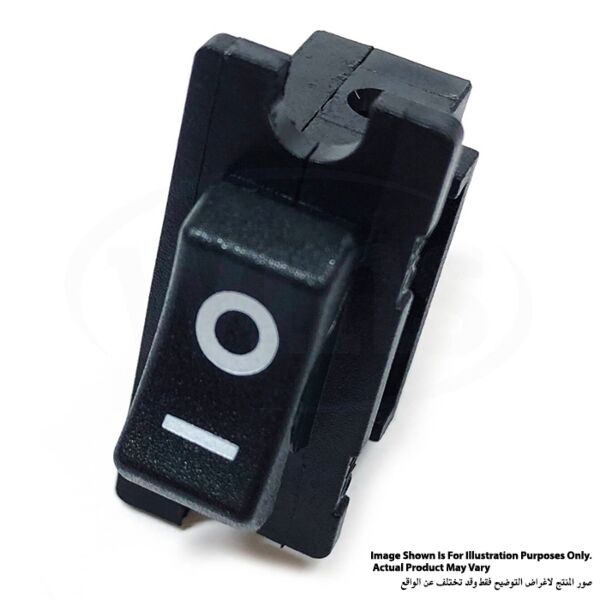 O
Image Shown Is For Illustration Purposes Only.
Actual Product May Vary
صور المنتج لاغراض التوضيح فقط وقد تختلف عن الواقع